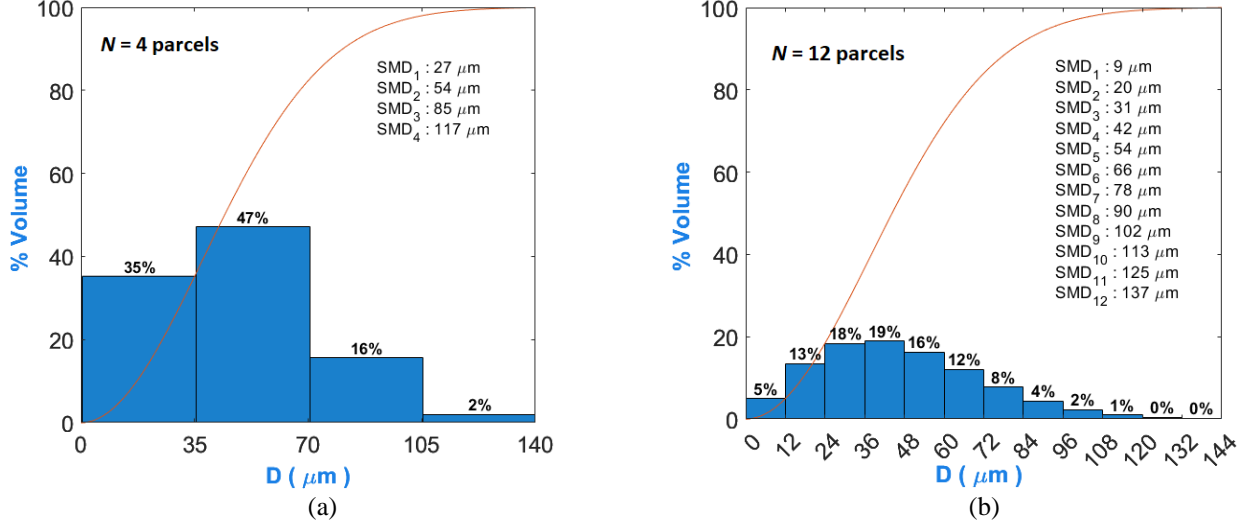 N = 4 parcels
SMD1 : 27 μm
SMD2 : 54 μm
SMD3 : 85 μm
SMD4 : 117 μm
% Volume
100
80
60
40
20
0
35%
47%
16%
2%
0 35 70 105 140
D ( μm )
(a)
N = 12 parcels
SMD1 : 9 μm
SMD2 : 20 μm
SMD3 : 31 μm
SMD4 : 42 μm
SMD5 : 54 μm
SMD6 : 66 μm
SMD7 : 78 μm
SMD8 : 90 μm
SMD9 : 102 μm
SMD10 : 113 μm
SMD11 : 125 μm
SMD12 : 137 μm
% Volume
100
80
60
40
20
0
5% 13% 18% 19% 16% 12% 8% 4% 2% 1% 0% 0%
0 12 24 36 48 60 72 84 96 108 120 132 144
D ( μm )
(b)